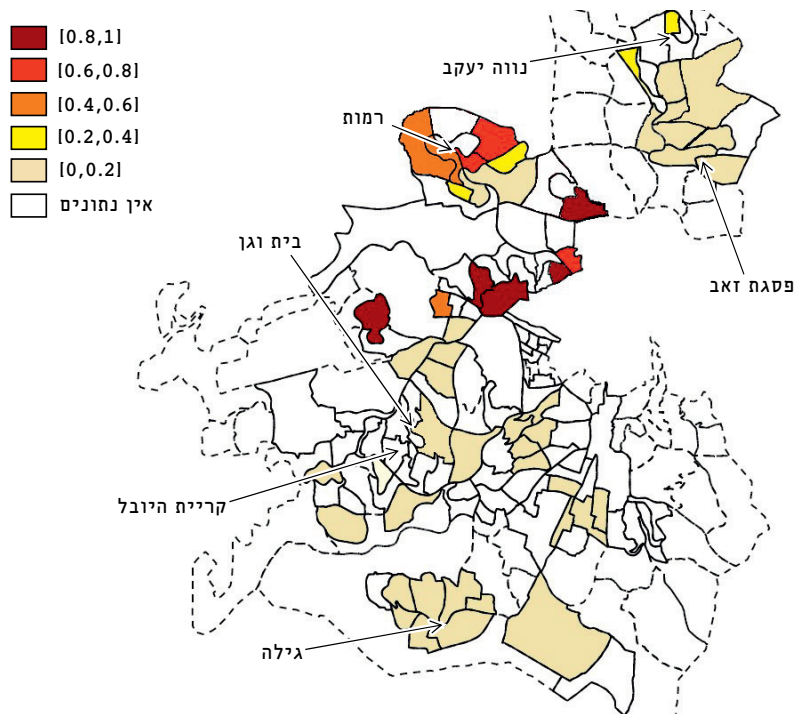 [0.8,1]
[0.6,0.8]
[0.4,0.6]
[0.2,0.4]
[0,0.2]
אין נתונים
נווה יעקב
רמות
פסגת זאב
בית וגן
קריית היובל
גילה